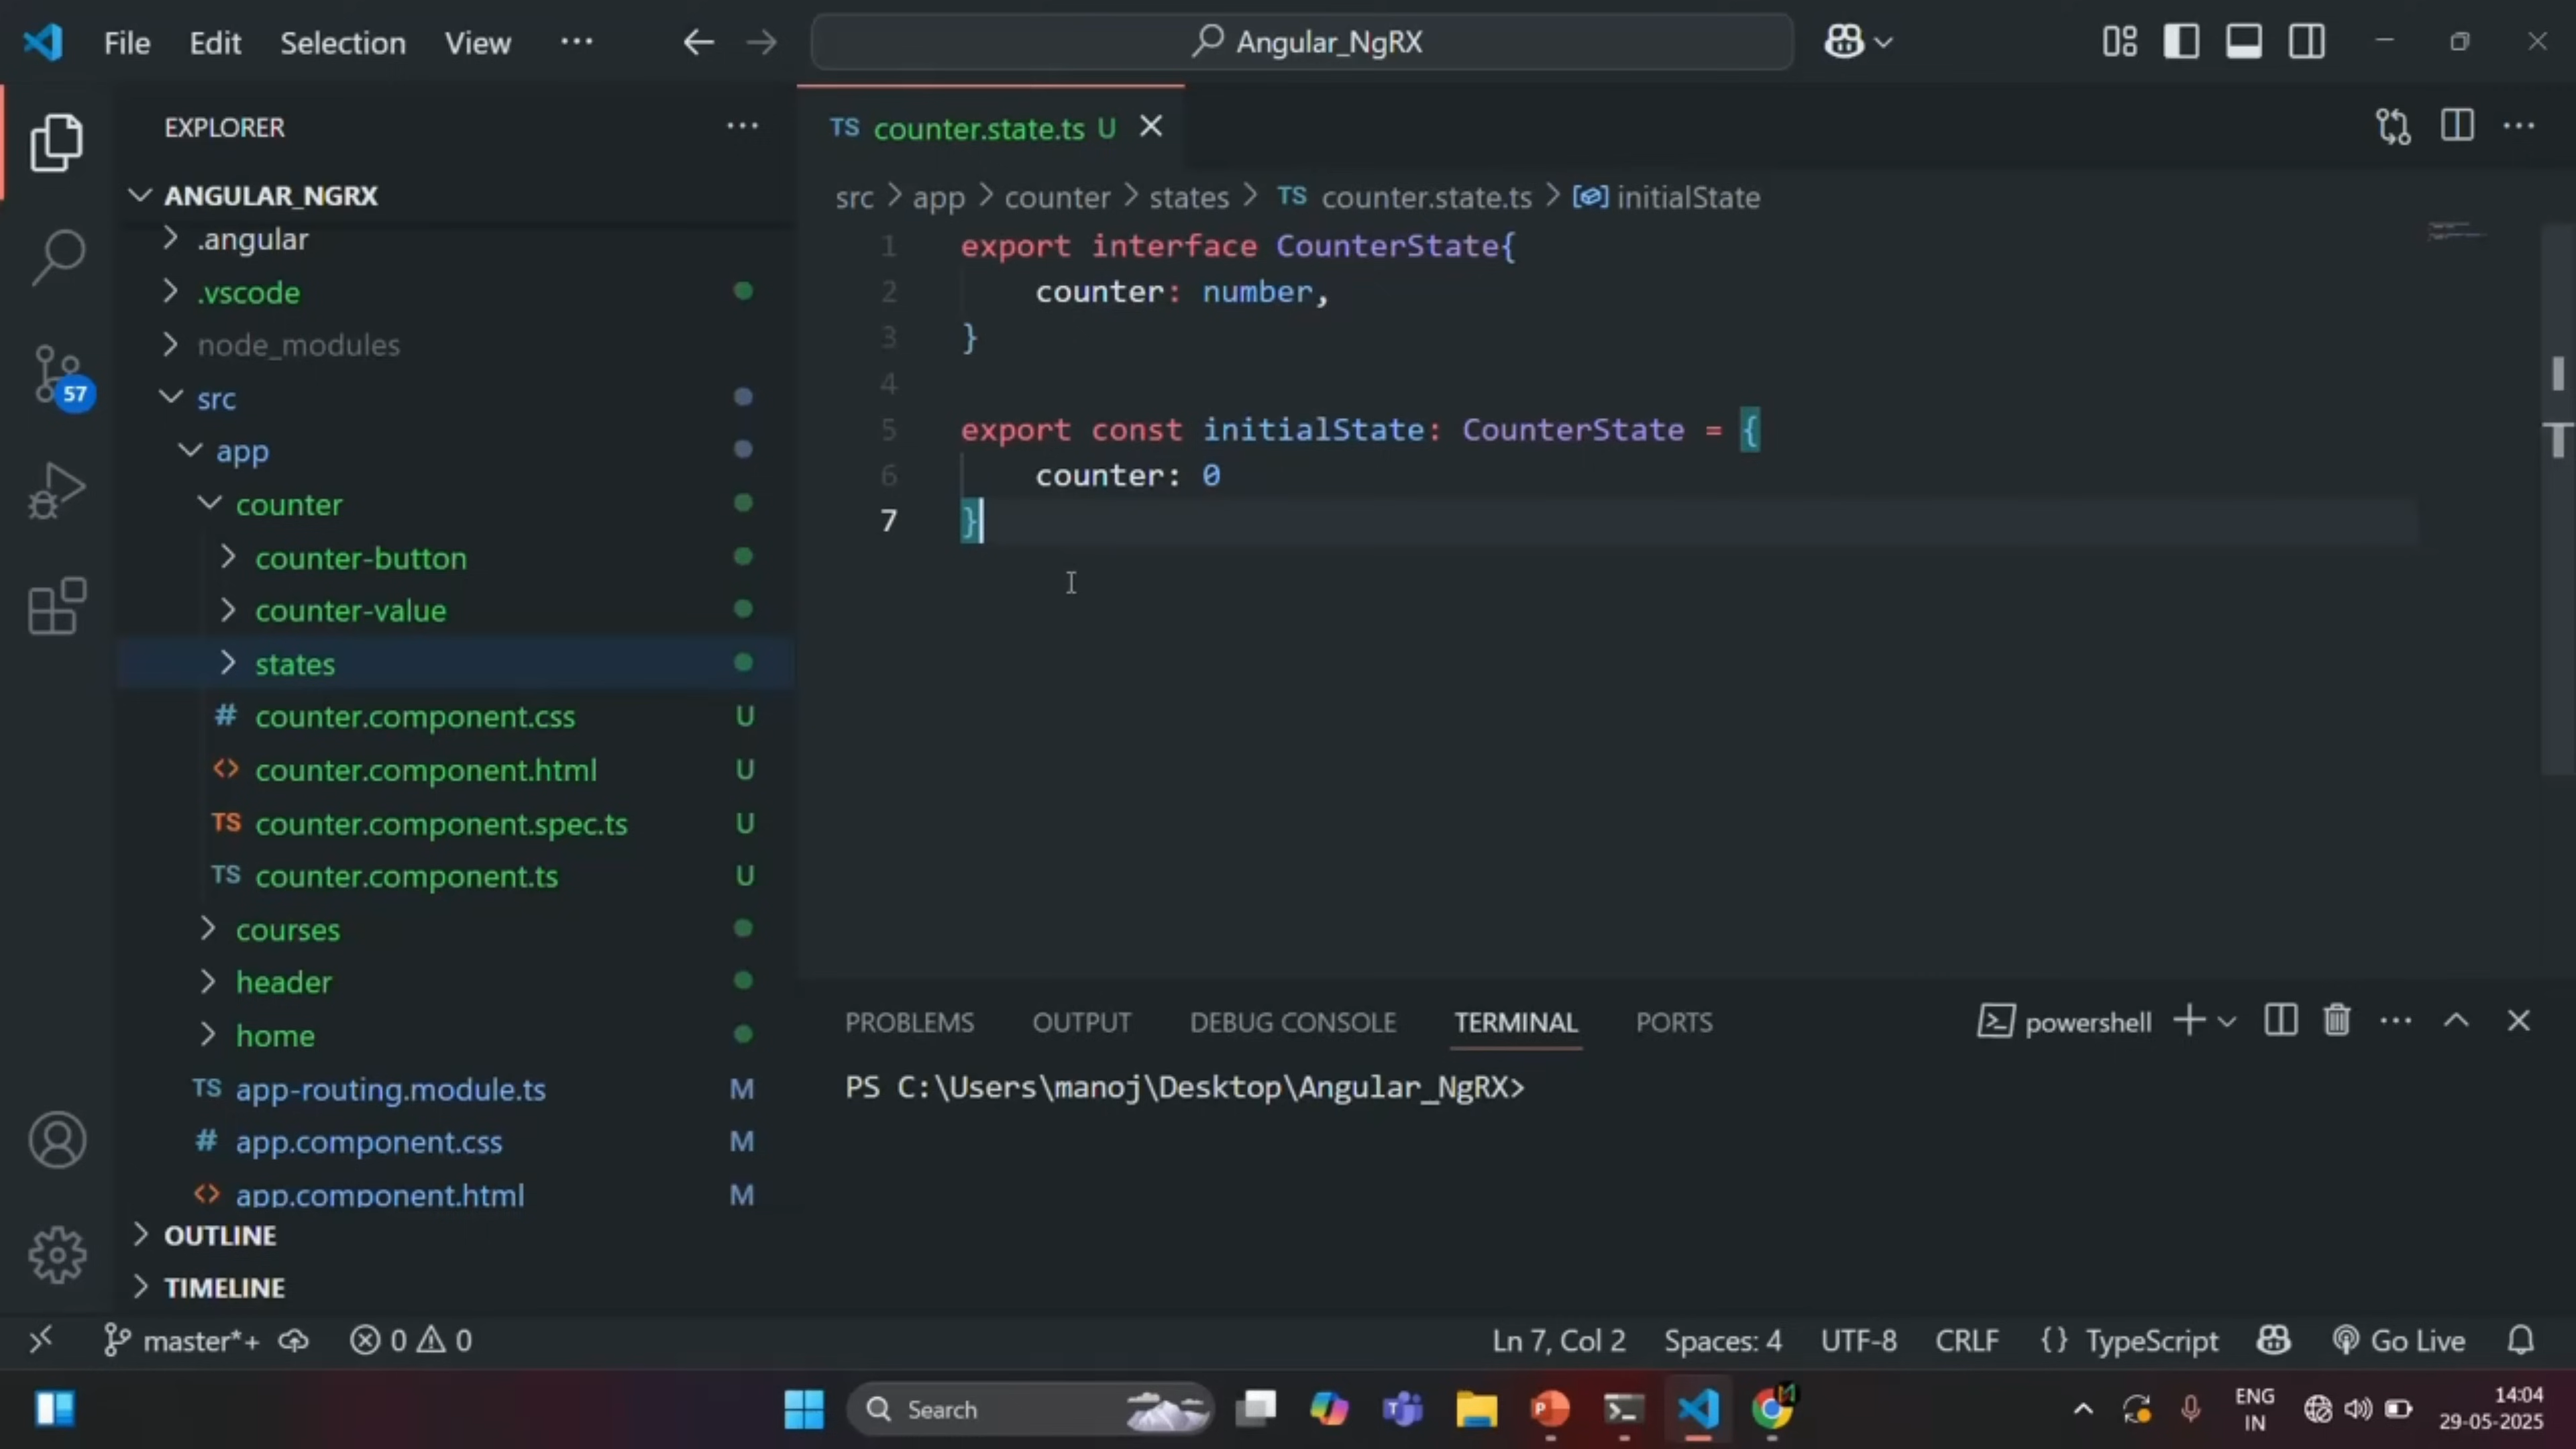 File Edit Selection View ... Angular_NgRX
EXPLORER ...
ANGULAR_NGRX
.angular
.vscode
node_modules
57
src
app
counter
counter-button
counter-value
states
# counter.component.css U
<> counter.component.html U
TS counter.component.spec.ts U
TS counter.component.ts U
courses
header
home
TS app-routing.module.ts M
# app.component.css M
<> app.component.html M
OUTLINE
TIMELINE
TS counter.state.ts U
src > app > counter > states > TS counter.state.ts > initialState
1 export interface CounterState{
2 counter: number,
3 }
4
5 export const initialState: CounterState = {
6 counter: 0
7 }
PROBLEMS OUTPUT DEBUG CONSOLE TERMINAL PORTS powershell
PS C:\Users\manoj\Desktop\Angular_NgRX>
master*+ 0 0 Ln 7, Col 2 Spaces: 4 UTF-8 CRLF {} TypeScript Go Live
Search ENG IN 14:04 29-05-2025